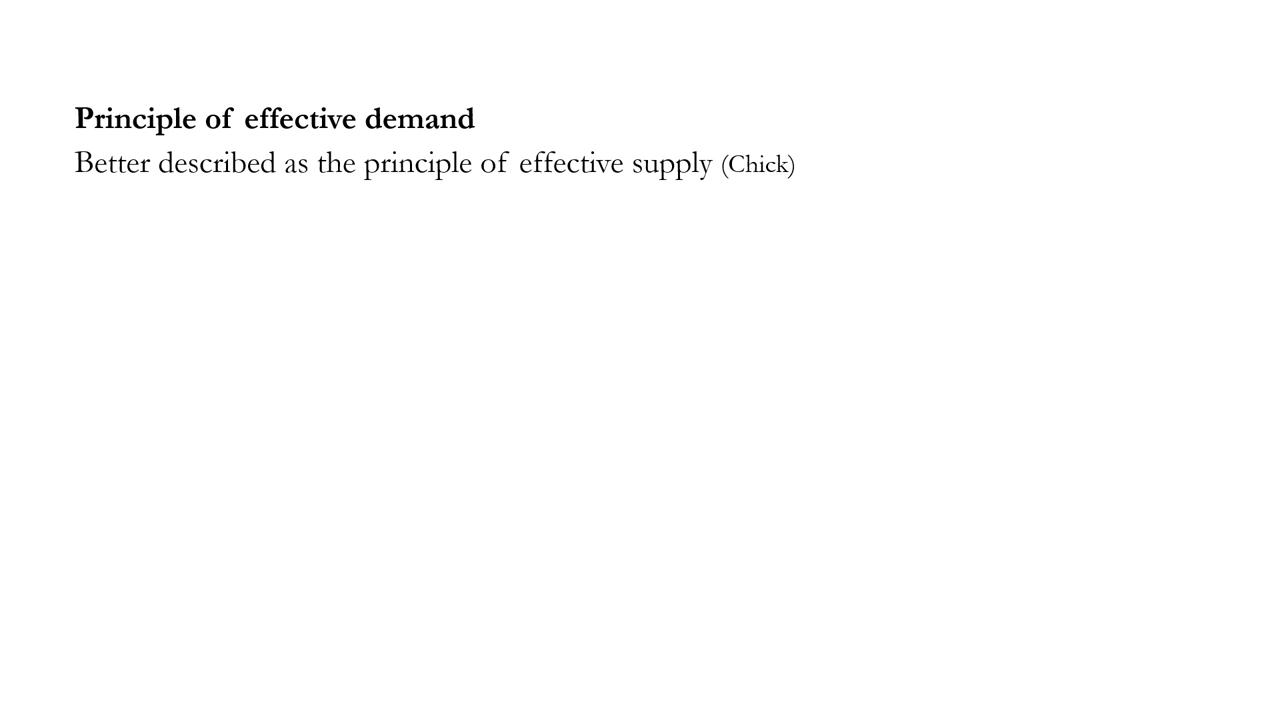 Principle of effective demand
Better described as the principle of effective supply (Chick)